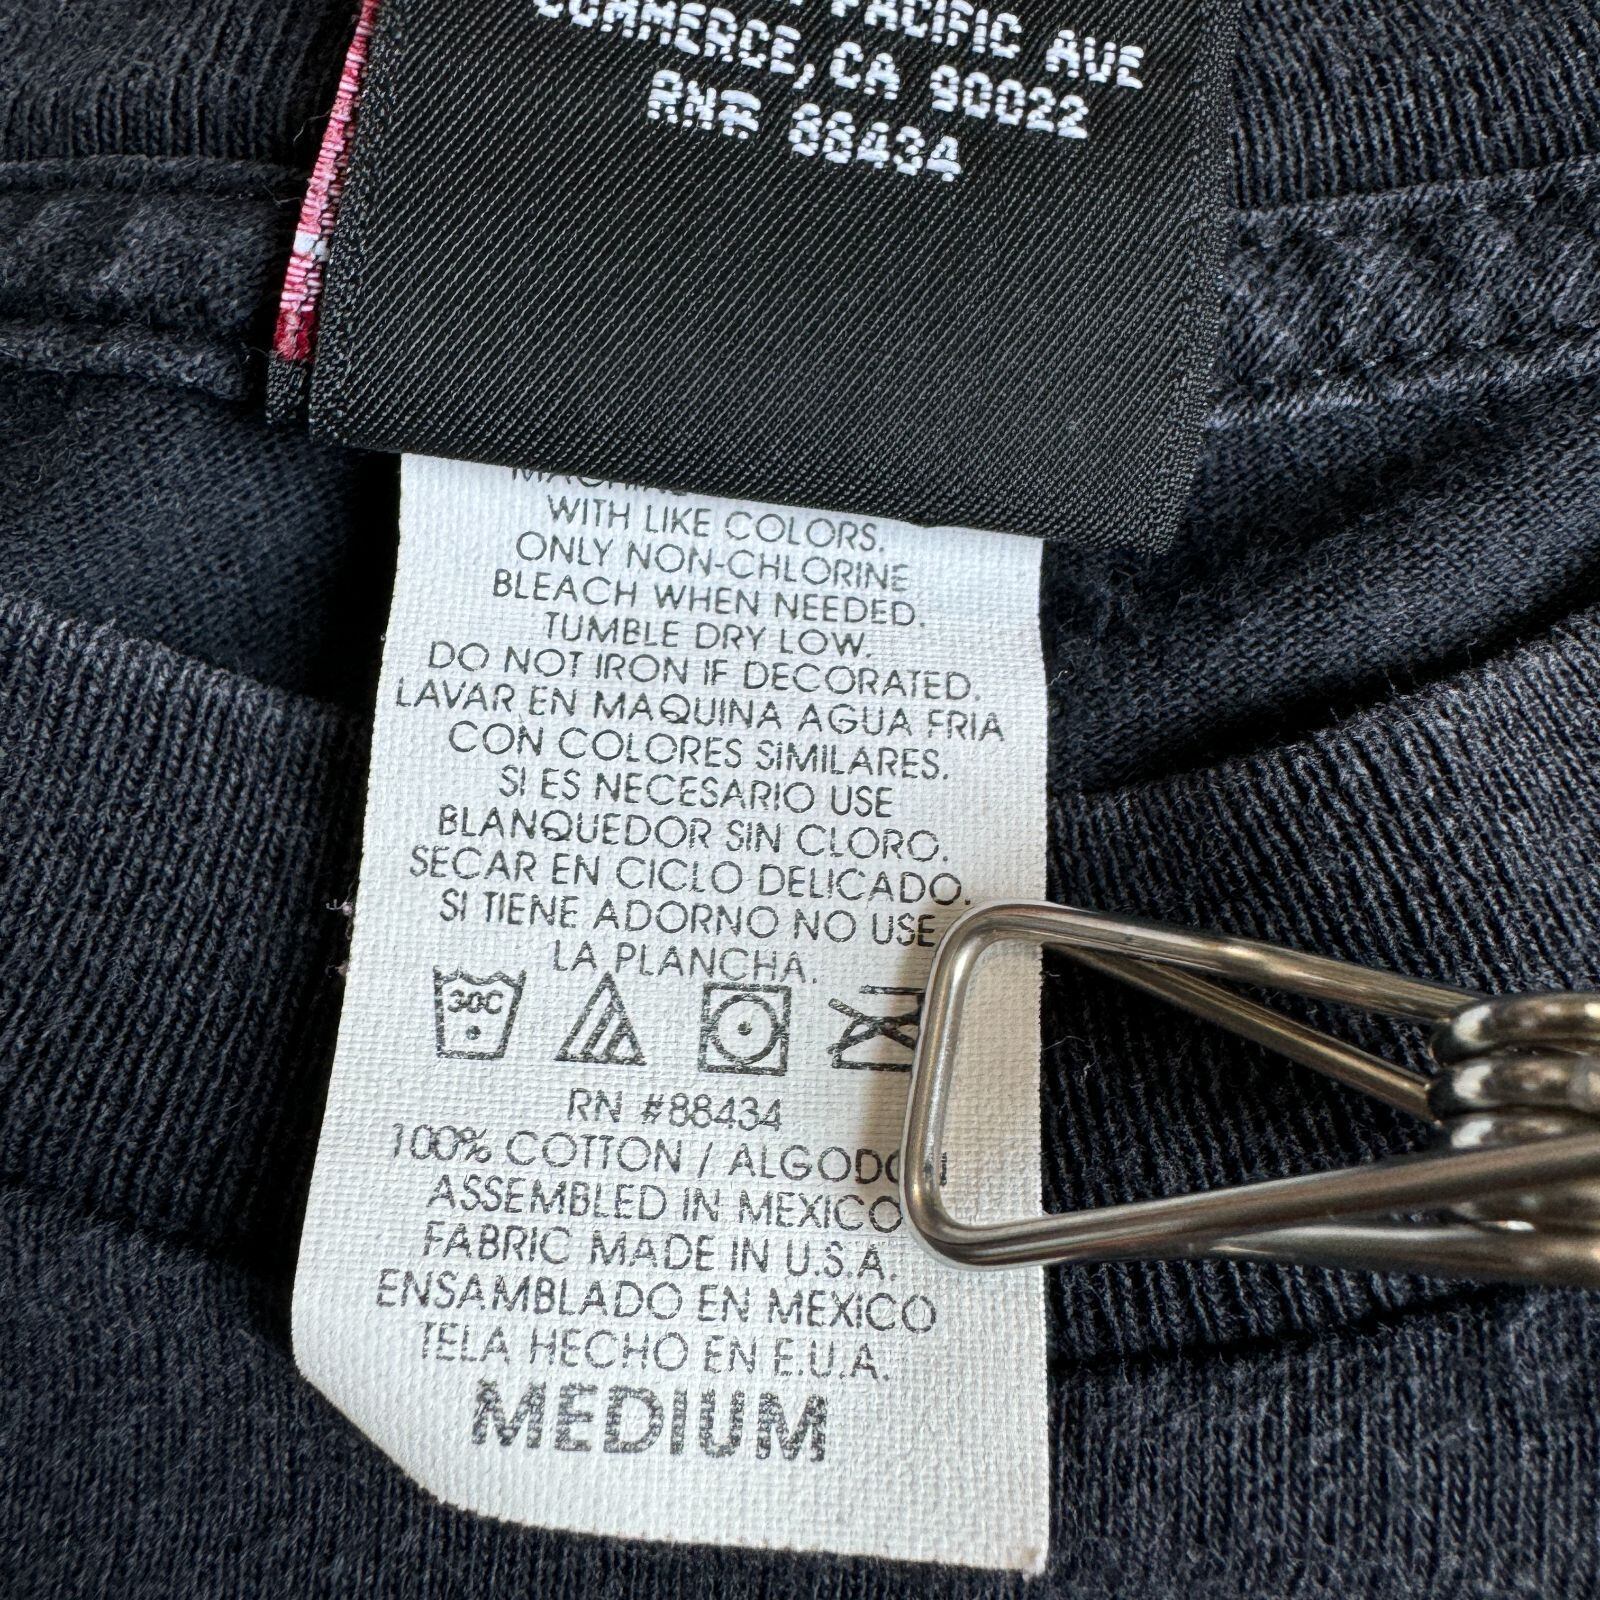 PACIFIC AVE
COMMERCE, CA 90022
RN# 88434
WITH LIKE COLORS.
ONLY NON-CHLORINE
BLEACH WHEN NEEDED.
TUMBLE DRY LOW.
DO NOT IRON IF DECORATED.
LAVAR EN MAQUINA AGUA FRIA
CON COLORES SIMILARES.
SI ES NECESARIO USE
BLANQUEDOR SIN CLORO.
SECAR EN CICLO DELICADO.
SI TIENE ADORNO NO USE
LA PLANCHA.
30C
RN #88434
100% COTTON / ALGODO
ASSEMBLED IN MEXICO
FABRIC MADE IN U.S.A.
ENSAMBLADO EN MEXICO
TELA HECHO EN E.U.A.
MEDIUM